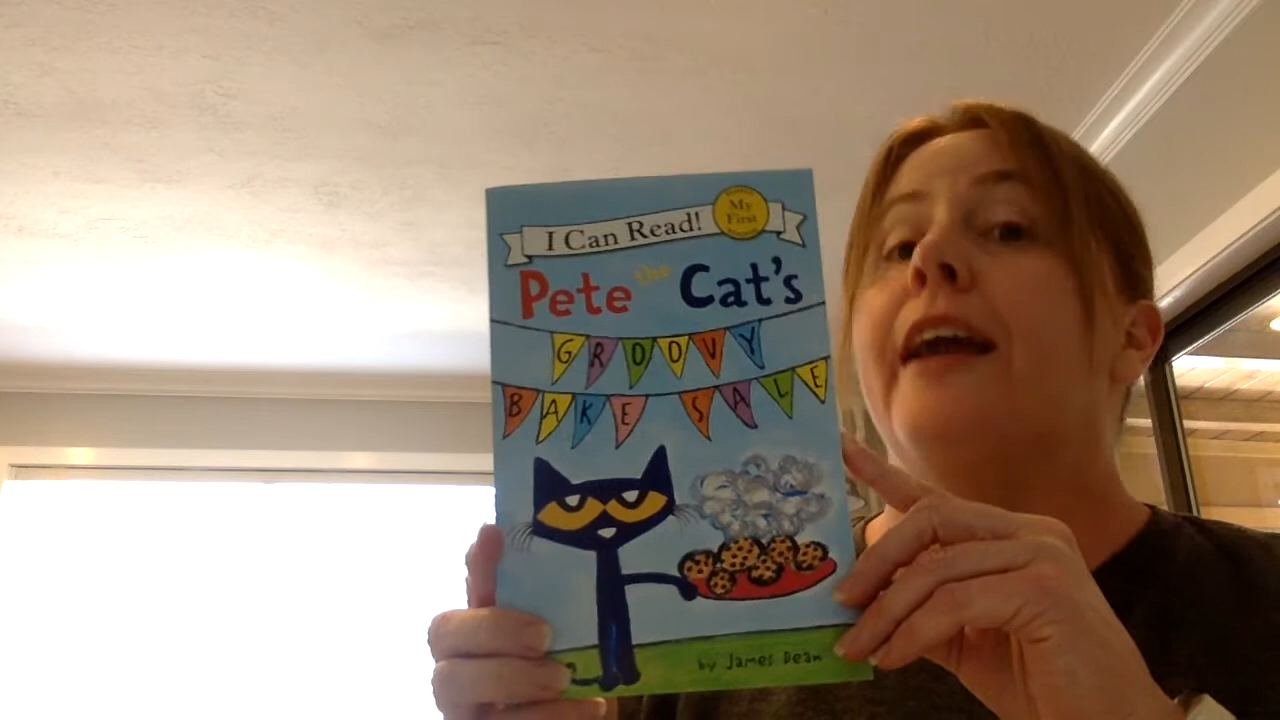 I Can Read!
My
First
Pete the Cat's
GROOVY
BAKE SALE
by James Dean